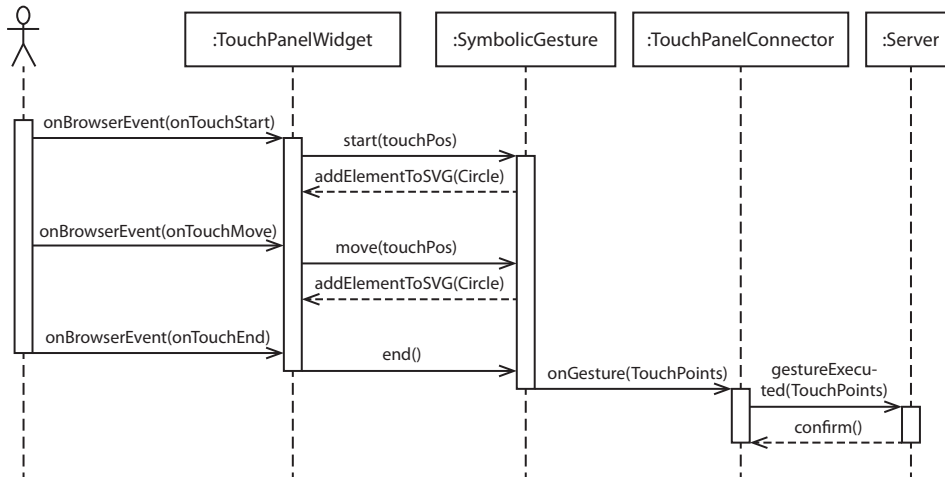 :TouchPanelWidget
:SymbolicGesture
:TouchPanelConnector
:Server
onBrowserEvent(onTouchStart)
start(touchPos)
addElementToSVG(Circle)
onBrowserEvent(onTouchMove)
move(touchPos)
addElementToSVG(Circle)
onBrowserEvent(onTouchEnd)
end()
onGesture(TouchPoints)
gestureExecu-
ted(TouchPoints)
confirm()